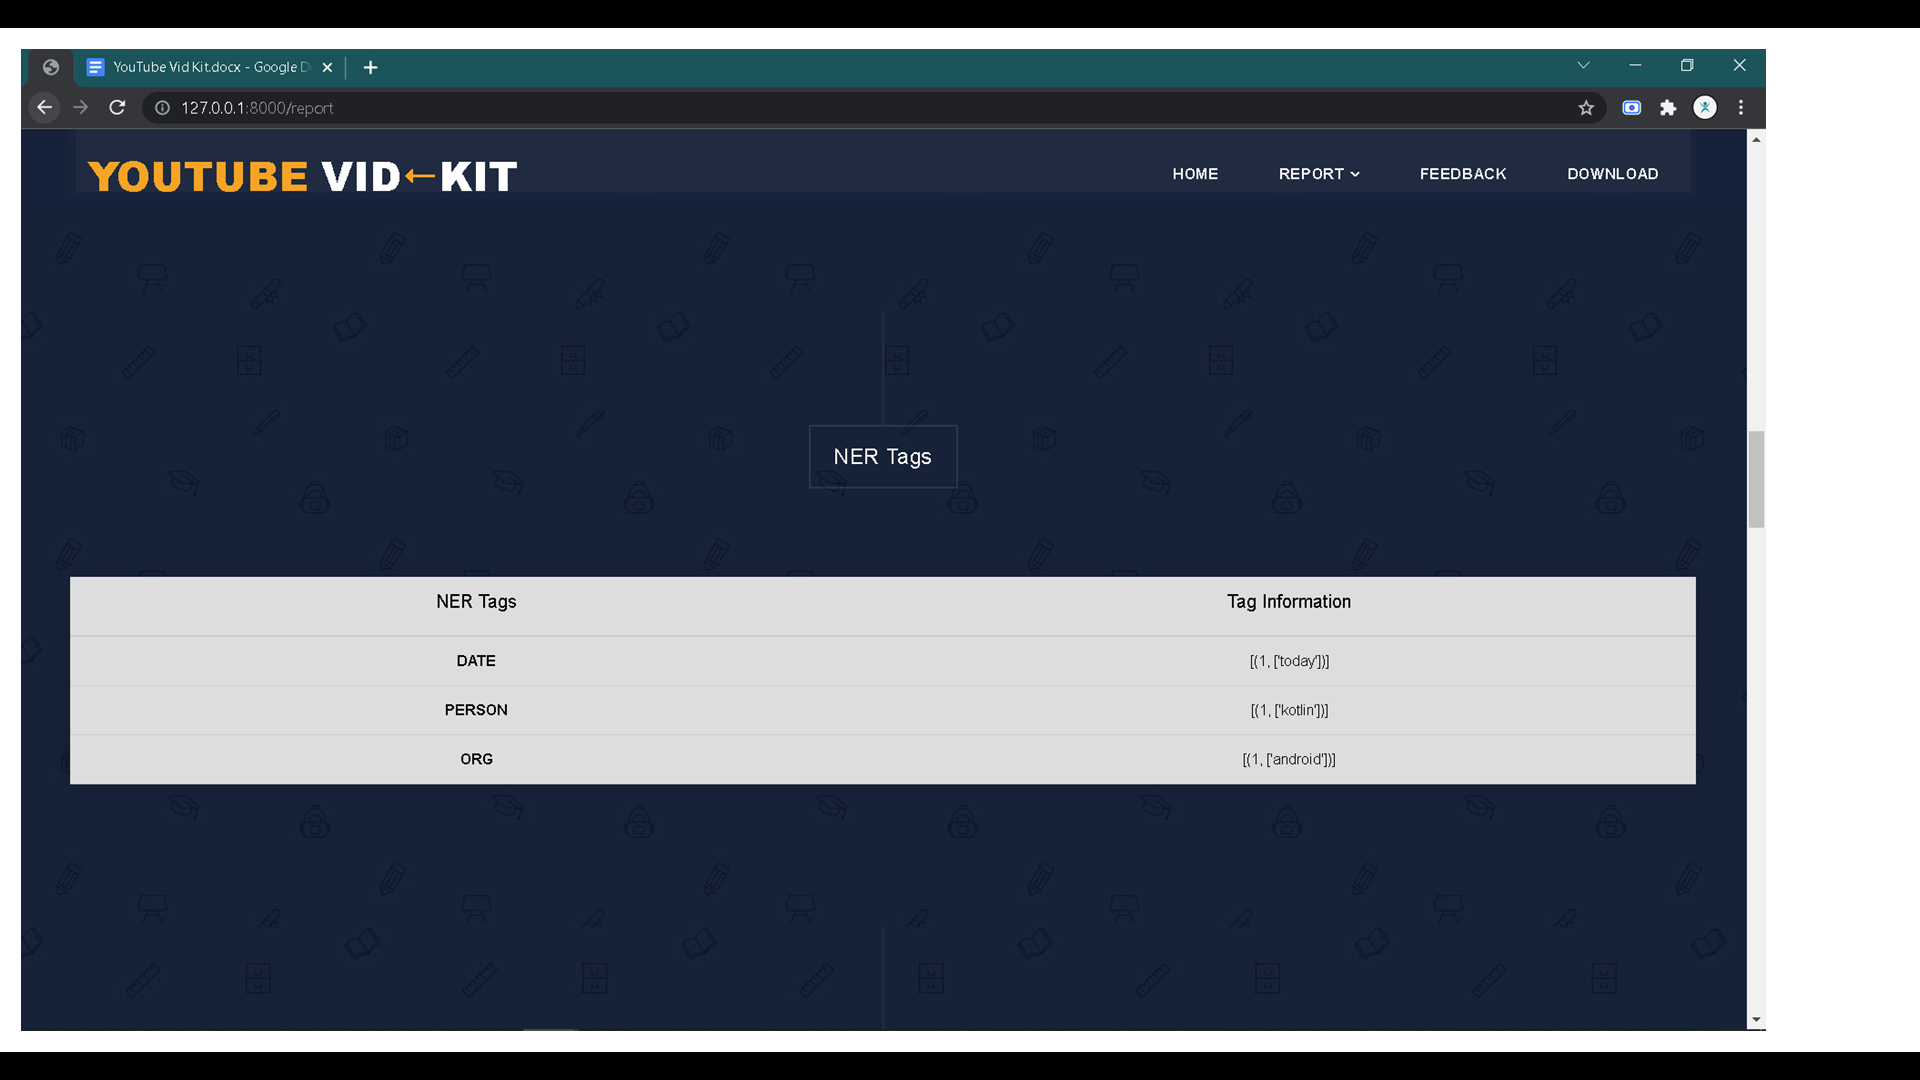 YouTube Vid Kit.docx - Google D
127.0.0.1:8000/report
YOUTUBE VID←KIT
HOME REPORT FEEDBACK DOWNLOAD
NER Tags
NER Tags Tag Information
DATE [(1, ['today'])]
PERSON [(1, ['kotlin'])]
ORG [(1, ['android'])]